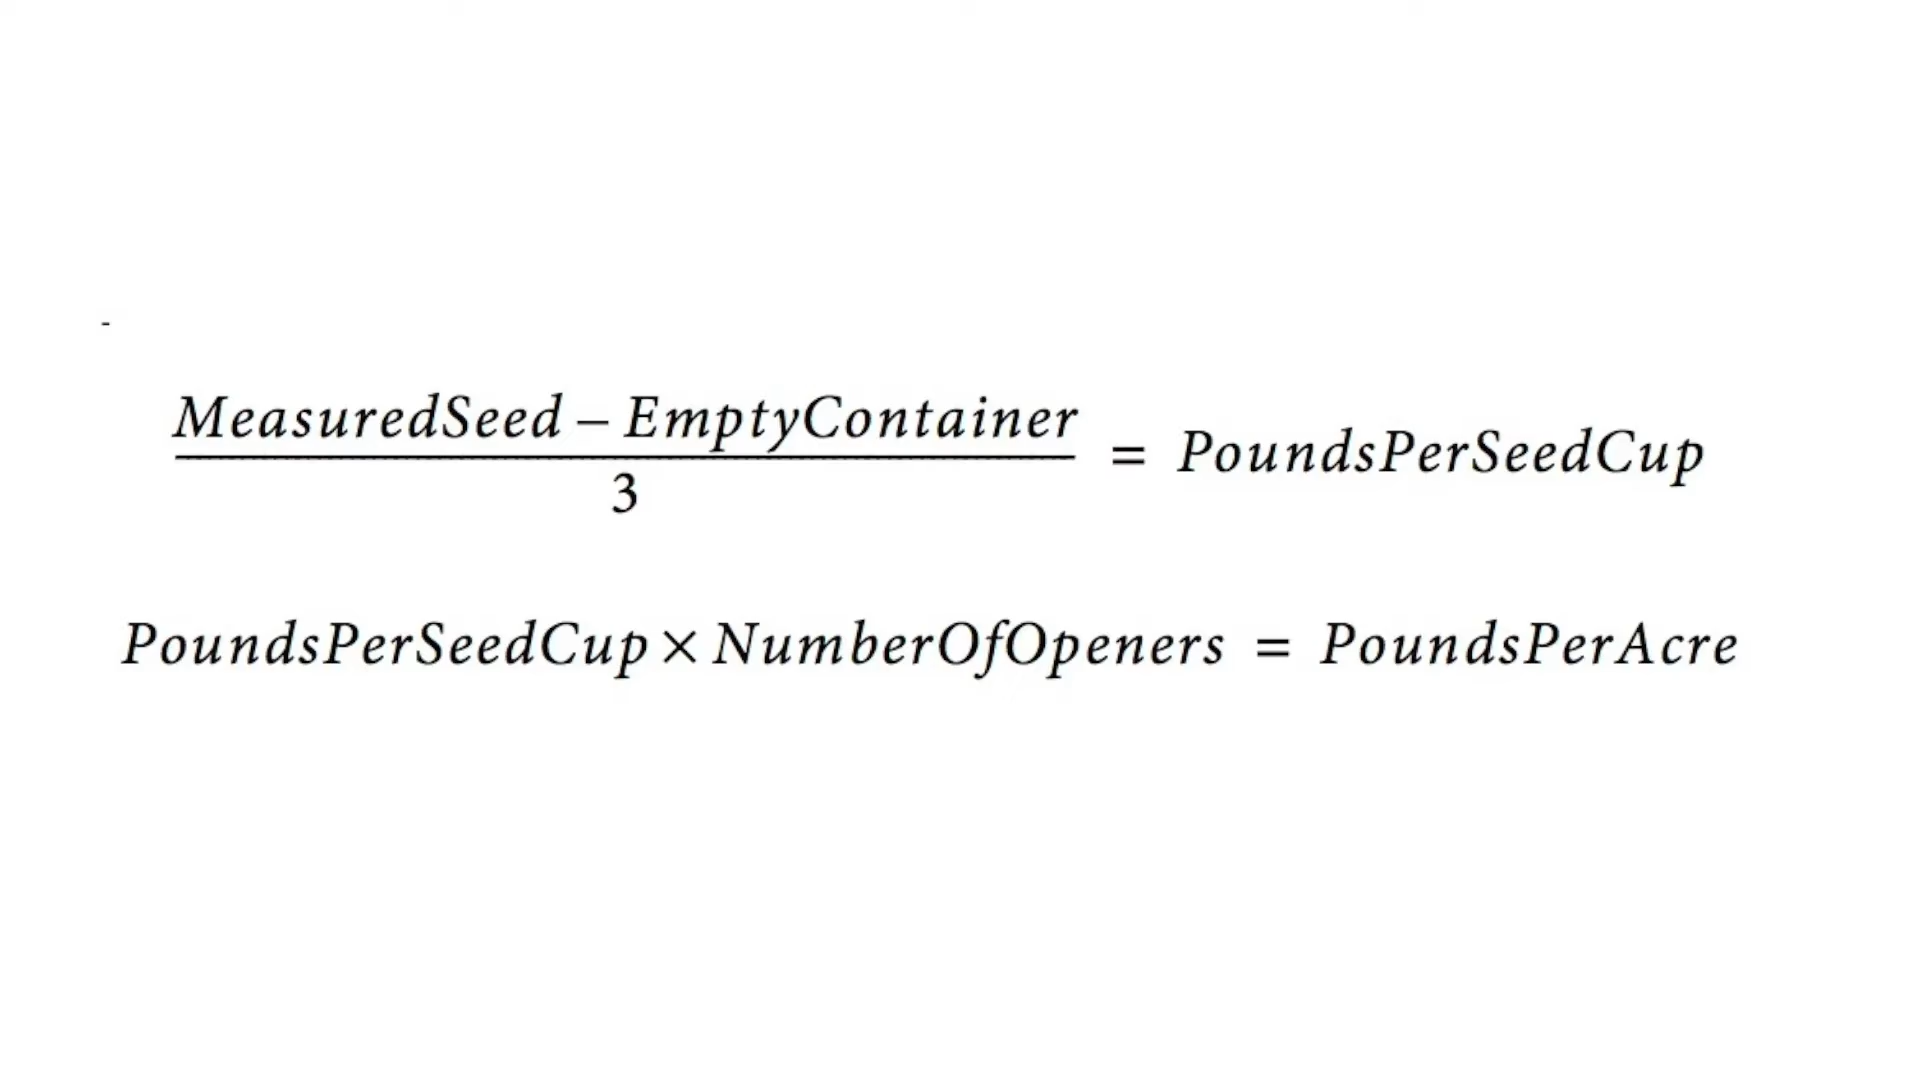 -
MeasuredSeed – EmptyContainer
3
= PoundsPerSeedCup
PoundsPerSeedCup × NumberOfOpeners = PoundsPerAcre